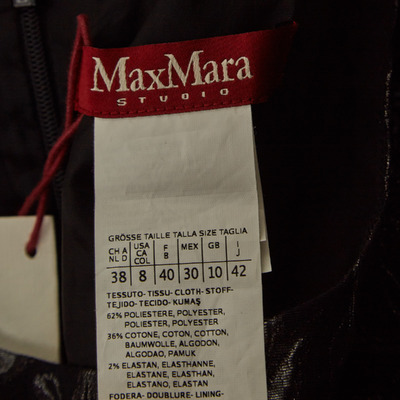 MaxMara
STUDIO
GRÖSSE TAILLE TALLA SIZE TAGLIA
CH A NL D USA CA COL F B MEX GB I J
38 8 40 30 10 42
TESSUTO- TISSU- CLOTH- STOFF-
TEJIDO- TECIDO- KUMAŞ
62% POLIESTERE, POLYESTER,
POLIESTER, POLYESTER
36% COTONE, COTON, COTTON,
BAUMWOLLE, ALGODON,
ALGODAO, PAMUK
2% ELASTAN, ELASTHANNE,
ELASTANE, ELASTHAN,
ELASTANO, ELASTAN
FODERA- DOUBLURE- LINING-